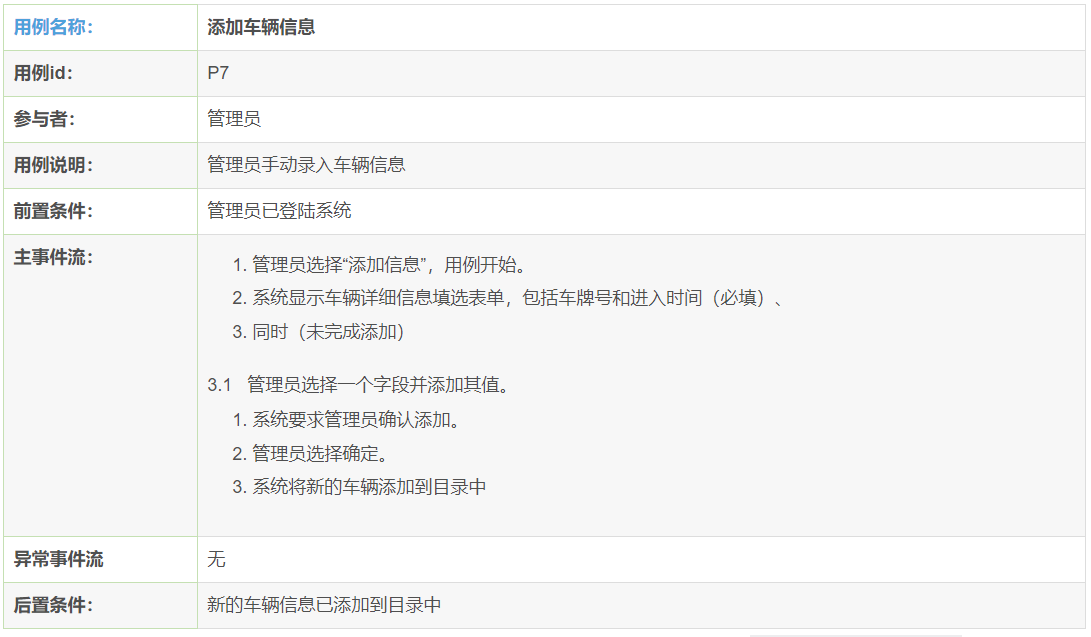 用例名称：
添加车辆信息
用例id：
P7
参与者：
管理员
用例说明：
管理员手动录入车辆信息
前置条件：
管理员已登陆系统
主事件流：
1. 管理员选择“添加信息”，用例开始。
2. 系统显示车辆详细信息填选表单，包括车牌号和进入时间（必填）、
3. 同时（未完成添加）
3.1 管理员选择一个字段并添加其值。
1. 系统要求管理员确认添加。
2. 管理员选择确定。
3. 系统将新的车辆添加到目录中
异常事件流
无
后置条件：
新的车辆信息已添加到目录中